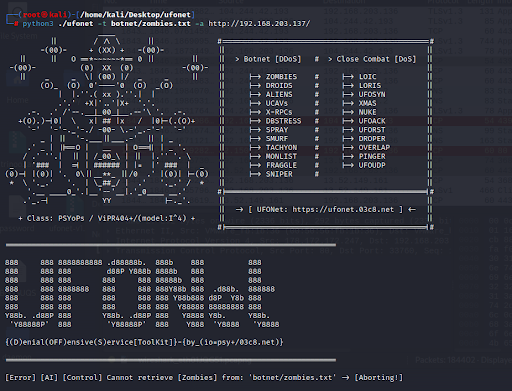 (root㉿kali)-[/home/kali/Desktop/ufonet]
# python3 ./ufonet -t botnet/zombies.txt -a http://192.168.203.137/
> Botnet [DDoS] # > Close Combat [DoS]
|-> ZOMBIES # |-> LOIC
|-> DROIDS # |-> LORIS
|-> ALIENS # |-> UFOSYN
|-> UCAVs # |-> XMAS
|-> X-RPCs # |-> NUKE
|-> DBSTRESS # |-> UFOACK
|-> SPRAY # |-> UFORST
|-> SMURF # |-> DROPER
|-> TACHYON # |-> OVERLAP
|-> MONLIST # |-> PINGER
|-> FRAGGLE # |-> UFOUDP
|-> SNIPER #
-> [ UFONet: https://ufonet.03c8.net ] <-
+ Class: PSYoPs / ViPR404+/(model:I^4) +
{(D)enial(OFF)ensive(S)ervice[ToolKit]}-{by_(io=psy+/03c8.net)}
[Error] [AI] [Control] Cannot retrieve [Zombies] from: 'botnet/zombies.txt' -> [Aborting!]